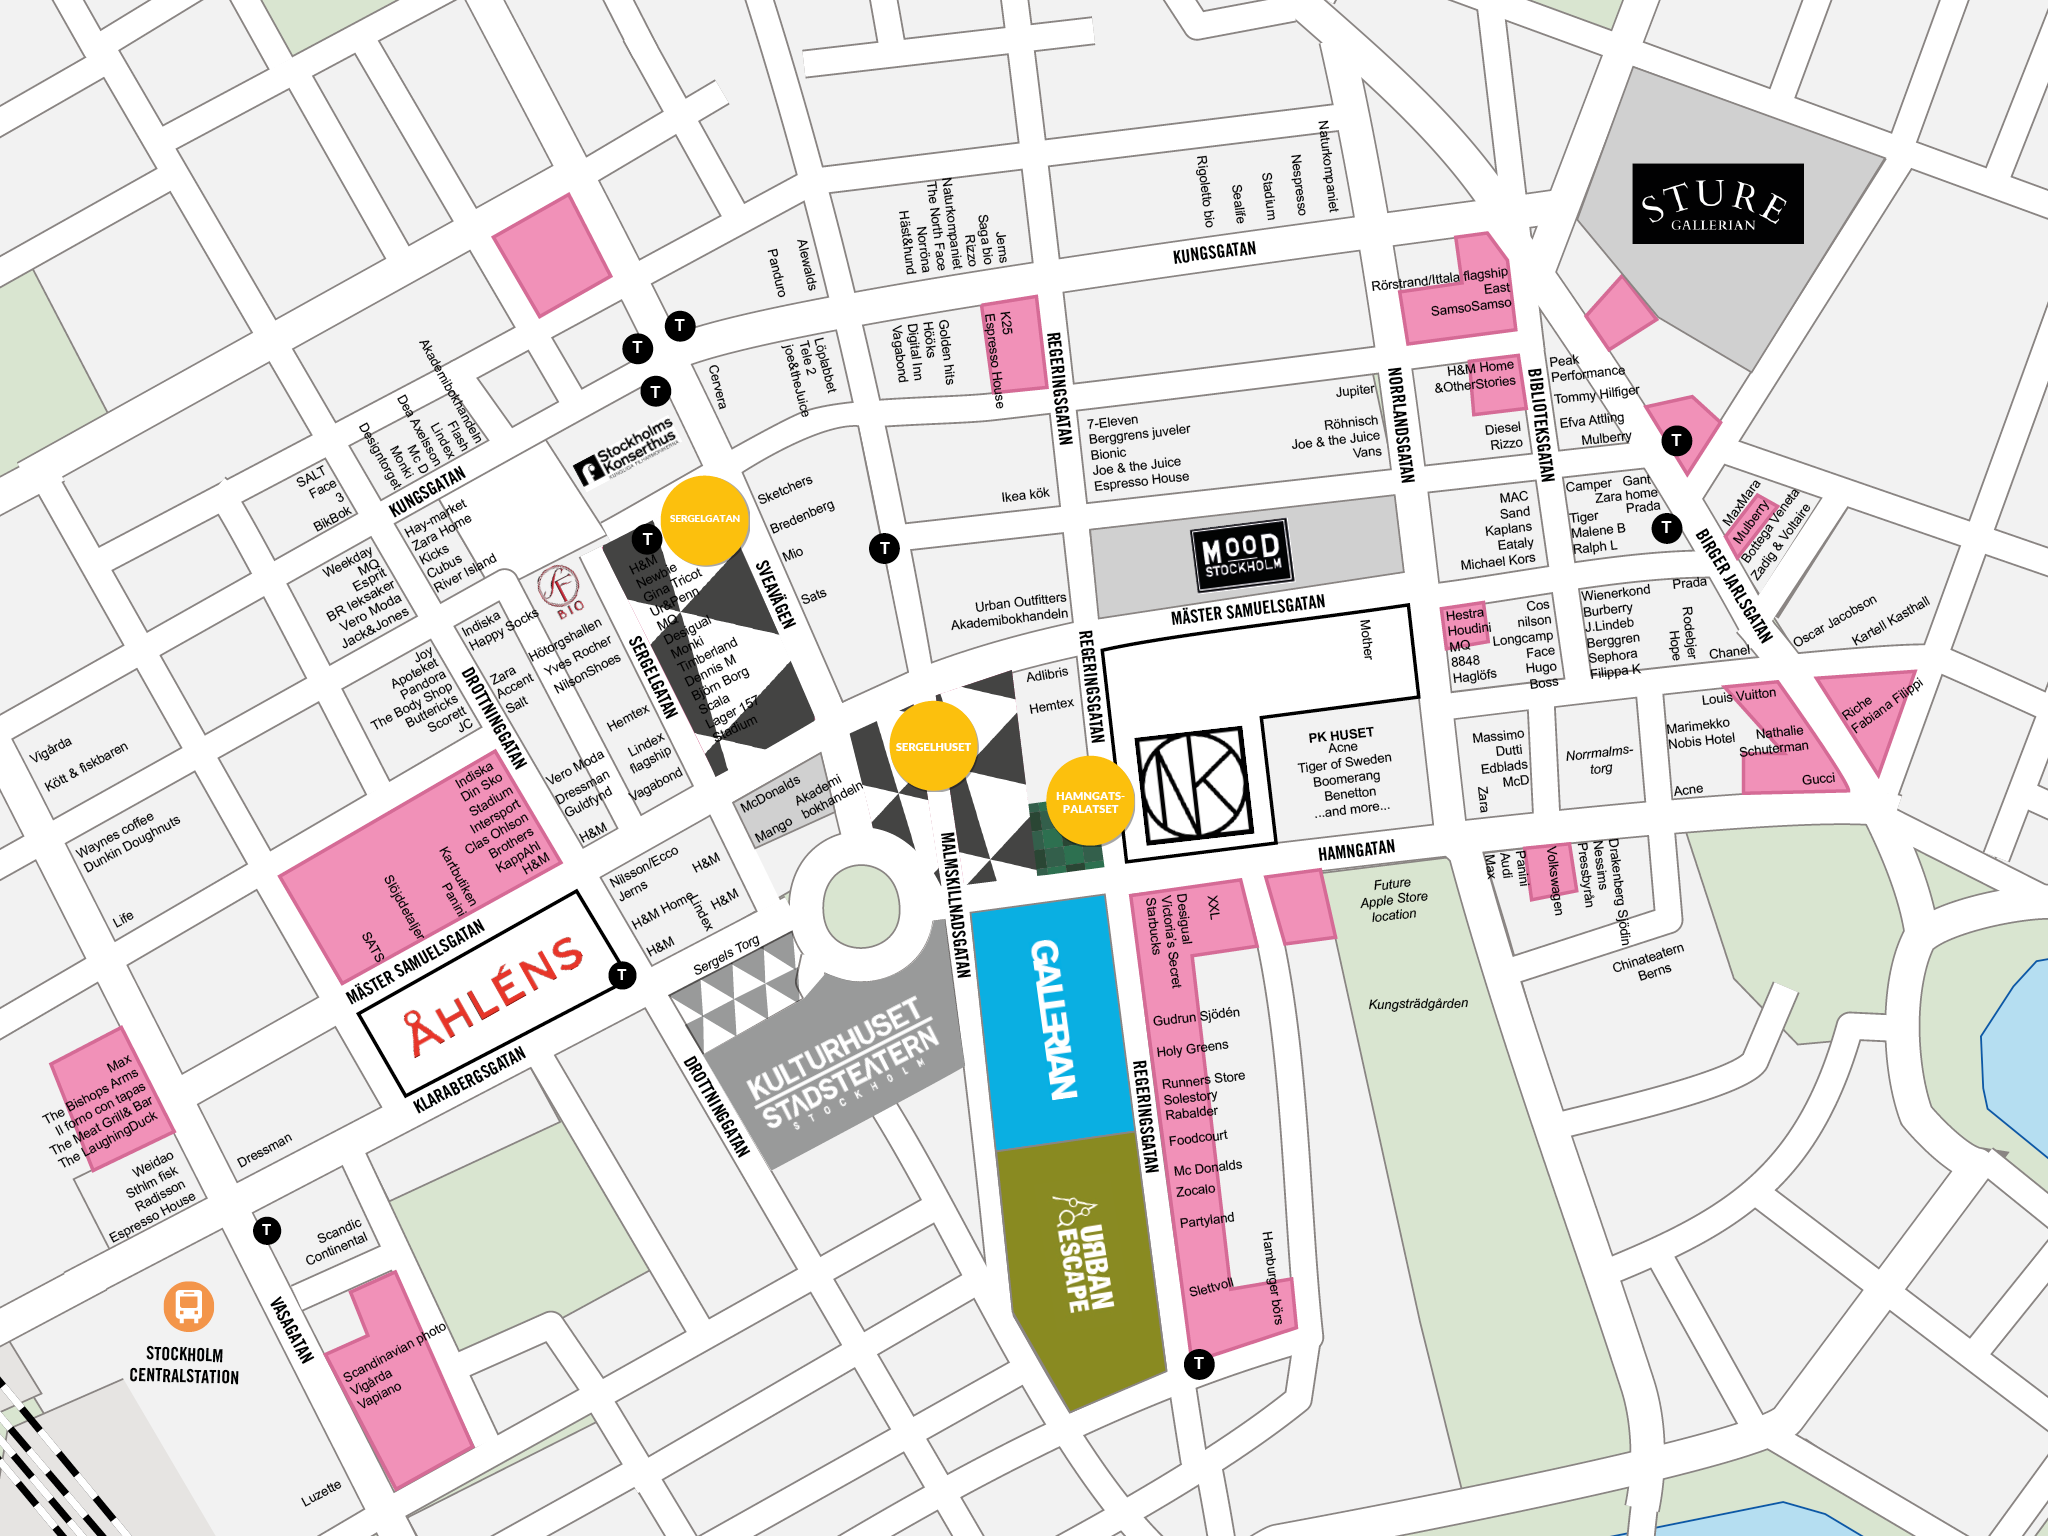 STURE
GALLERIAN
Naturkompaniet
Nespresso
Stadium
Sealife
Rigoletto bio
KUNGSGATAN
Jerns
Saga bio
Rizzo
Naturkompaniet
The North Face
Norröna
Häst&hund
Alewalds
Panduro
Rörstrand/Ittala flagship
East
SamsoSamso
K25
Espresso House
Golden hits
Hööks
Digital Inn
Vagabond
Löplabbet
Tele 2
joe&theJuice
Cervera
T
T
T
Akademibokhandeln
Flash
Lindex
Dea Axelsson
Mc D
Monki
Designtorget
KUNGSGATAN
SALT
Face
3
BikBok
Stockholms
Konserthus
REGERINGSGATAN
NORRLANDSGATAN
BIBLIOTEKSGATAN
H&M Home
&OtherStories
Diesel
Rizzo
Peak
Performance
Tommy Hilfiger
Efva Attling
Mulberry
T
Jupiter
Röhnisch
Joe & the Juice
Vans
7-Eleven
Berggrens juveler
Bionic
Joe & the Juice
Espresso House
Ikea kök
Sketchers
Bredenberg
Mio
Sats
SERGELGATAN
T
T
SVEAVÄGEN
Hay-market
Zara Home
Kicks
Cubus
River Island
Weekday
MQ
Esprit
BR leksaker
Vero Moda
Jack&Jones
SF
BIO
H&M
Newbie
Gina Tricot
Ur&Penn
MQ
Desigual
Monki
Timberland
Dennis M
Björn Borg
Scala
Lager 157
Stadium
SERGELGATAN
Indiska
Happy Socks
Zara
Accent
Salt
Hötorgshallen
Yves Rocher
NilsonShoes
Hemtex
Lindex
flagship
Vagabond
Vero Moda
Dressman
Guldfynd
H&M
DROTTNINGGATAN
Joy
Apoteket
Pandora
The Body Shop
Buttericks
Scorett
JC
MOOD
STOCKHOLM
MÄSTER SAMUELSGATAN
Urban Outfitters
Akademibokhandeln
MAC
Sand
Kaplans
Eataly
Michael Kors
Camper
Gant
Zara home
Prada
Tiger
Malene B
Ralph L
T
MaxMara
Mulberry
Bottega Veneta
Zadig & Voltaire
BIRGER JARLSGATAN
Oscar Jacobson
Kartell Kasthall
Wienerkond
Burberry
J.Lindeb
Berggren
Sephora
Filippa K
Prada
Rodebjer
Hope
Chanel
Hestra
Houdini
MQ
8848
Haglöfs
Cos
nilson
Longcamp
Face
Hugo
Boss
Mother
REGERINGSGATAN
Adlibris
Hemtex
SERGELHUSET
HAMNGATS-
PALATSET
NK
PK HUSET
Acne
Tiger of Sweden
Boomerang
Benetton
...and more...
HAMNGATAN
Massimo
Dutti
Edblads
McD
Zara
Norrmalms-
torg
Louis Vuitton
Marimekko
Nobis Hotel
Nathalie
Schuterman
Gucci
Acne
Riche
Fabiana Filippi
Vigårda
Kött & fiskbaren
Waynes coffee
Dunkin Doughnuts
Life
Indiska
Din Sko
Stadium
Intersport
Clas Ohlson
Brothers
KappAhl
H&M
Kartbutiken
Panini
Slöjddetaljer
SATS
MÄSTER SAMUELSGATAN
ÅHLÉNS
KLARABERGSGATAN
T
McDonalds
Akademi
bokhandeln
Mango
Nilsson/Ecco
Jerns
H&M
H&M Home
Lindex
H&M
H&M
Sergels Torg
KULTURHUSET
STADSTEATERN
STOCKHOLM
DROTTNINGATAN
MALMSKILLNADSGATAN
GALLERIAN
URBAN
ESCAPE
REGERINGSGATAN
XXL
Desigual
Victoria's Secret
Starbucks
Gudrun Sjödén
Holy Greens
Runners Store
Solestory
Rabalder
Foodcourt
Mc Donalds
Zocalo
Partyland
Slettvoll
Hamburger börs
T
Future
Apple Store
location
Kungsträdgården
Max
Audi
Panini
Volkswagen
Pressbyrån
Nessims
Drakenberg Sjödin
Chinateatern
Berns
Max
The Bishops Arms
Il forno con tapas
The Meat Grill& Bar
The LaughingDuck
Weidao
Sthlm fisk
Radisson
Espresso House
Dressman
T
Scandic
Continental
VASAGATAN
STOCKHOLM
CENTRALSTATION
Scandinavian photo
Vigårda
Vapiano
Luzette